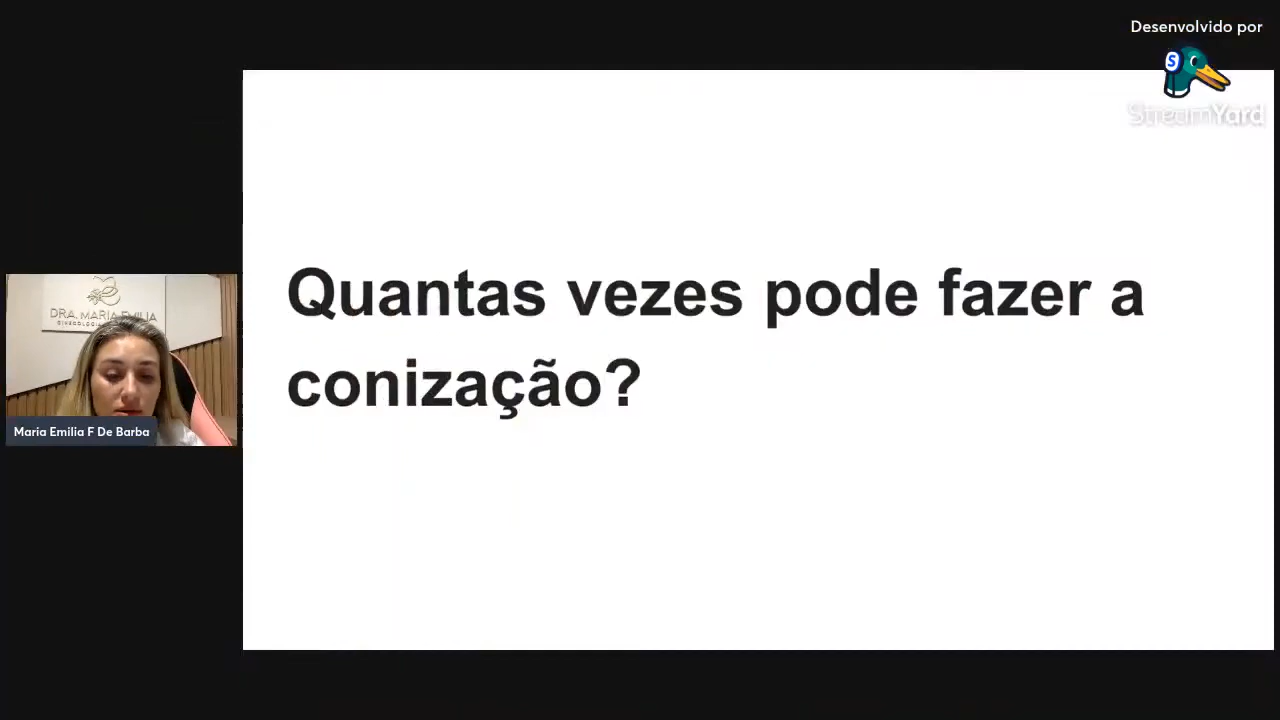 Desenvolvido por
StreamYard
Quantas vezes pode fazer a
conização?
DRA. MARIA EMILIA
Maria Emilia F De Barba